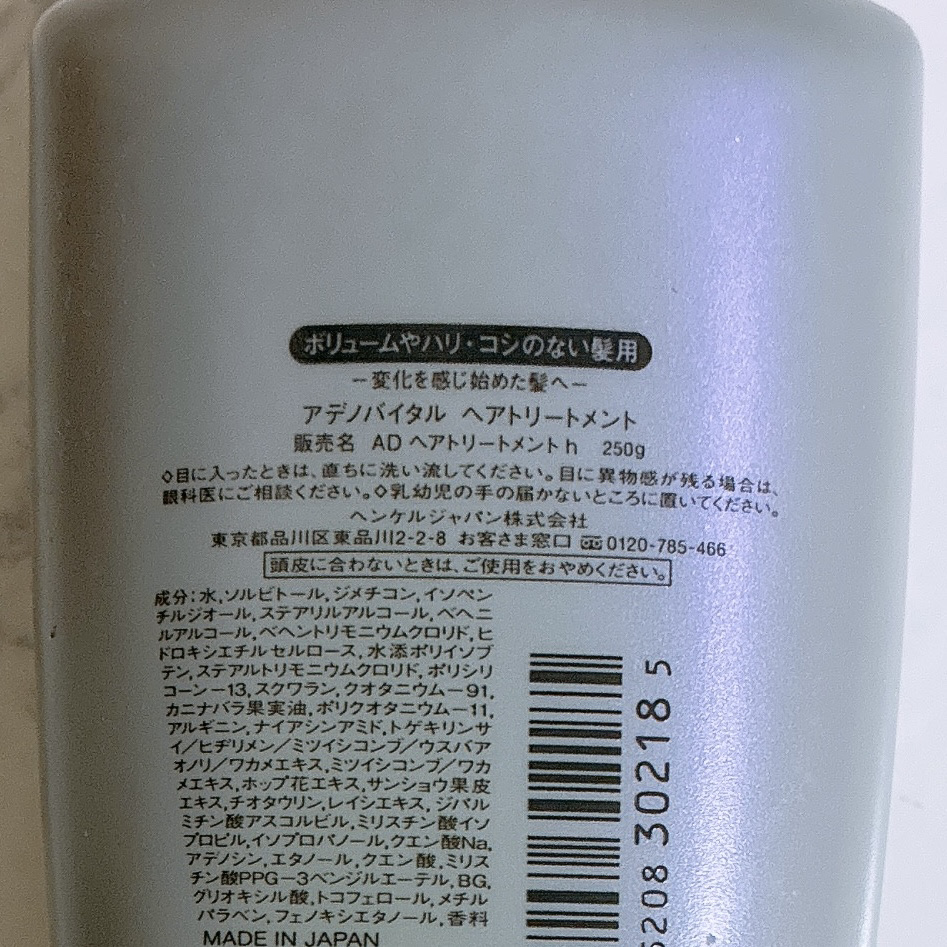 ボリュームやハリ・コシのない髪用
－変化を感じ始めた髪へ－
アデノバイタル ヘアトリートメント
販売名 AD ヘアトリートメントh 250g
◇目に入ったときは、直ちに洗い流してください。目に異物感が残る場合は、
眼科医にご相談ください。◇乳幼児の手の届かないところに置いてください。
ヘンケルジャパン株式会社
東京都品川区東品川2-2-8 お客さま窓口 0120-785-466
頭皮に合わないときは、ご使用をおやめください。
成分：水,ソルビトール,ジメチコン,イソペン
チルジオール,ステアリルアルコール,ベヘニ
ルアルコール,ベヘントリモニウムクロリド,ヒ
ドロキシエチルセルロース,水添ポリイソブ
テン,ステアルトリモニウムクロリド,ポリシリ
コーン－13,スクワラン,クオタニウム－91,
カニナバラ果実油,ポリクオタニウム－11,
アルギニン,ナイアシンアミド,トゲキリンサ
イ／ヒヂリメン／ミツイシコンブ／ウスバア
オノリ／ワカメエキス,ミツイシコンブ／ワカ
メエキス,ホップ花エキス,サンショウ果皮
エキス,チオタウリン,レイシエキス,ジパル
ミチン酸アスコルビル,ミリスチン酸イソ
プロピル,イソプロパノール,クエン酸Na,
アデノシン,エタノール,クエン酸,ミリス
チン酸PPG－3ベンジルエーテル,BG,
グリオキシル酸,トコフェロール,メチル
パラベン,フェノキシエタノール,香料
MADE IN JAPAN
208 30218 5